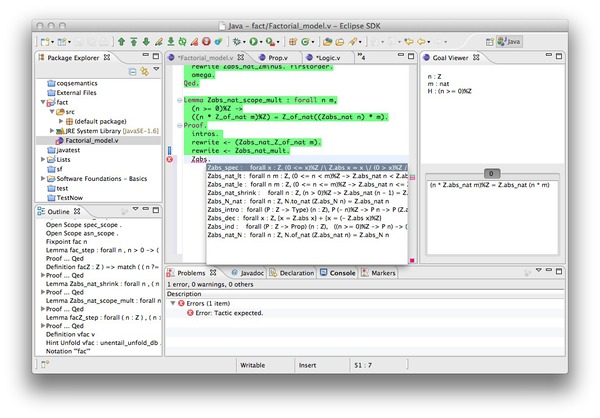 Java - fact/Factorial_model.v - Eclipse SDK
Java
Package Explorer
coqsemantics
External Files
fact
src
(default package)
JRE System Library [JavaSE-1.6]
Factorial_model.v
javatest
Lists
sf
Software Foundations - Basics
test
TestNow
Outline
Open Scope spec_scope .
Open Scope asn_scope .
Fixpoint fac n
Lemma fac_step : forall n , n > 0 -> (
Proof ... Qed
Definition facZ : Z) => match ( ( n ?=
Proof ... Qed
Lemma Zabs_nat_shrink : forall n , ( n
Proof ... Qed
Lemma Zabs_nat_scope_mult : forall n
Proof ... Qed
Lemma facZ_step : forall ( n : Z ) , ( n
Proof ... Qed
Definition vfac v
Hint Unfold vfac : unentail_unfold_db .
Notation "'fac'"
*Factorial_model.v
Prop.v
*Logic.v
4
rewrite Zabs_nat_Zminus. firstorder.
omega.
Qed.
Lemma Zabs_nat_scope_mult : forall n m,
(n >= 0)%Z ->
((n * Z_of_nat m)%Z) = Z_of_nat((Zabs_nat n) * m).
Proof.
intros.
rewrite <- (Zabs_nat_Z_of_nat m).
rewrite <- Zabs_nat_mult.
Zabs.
Zabs_spec : forall x : Z, (0 <= x)%Z /\ Z.abs x = x \/ (0 > x)%Z /
Zabs_nat_lt : forall n m : Z, (0 <= n < m)%Z -> Z.abs_nat n < Z.ab
Zabs_nat_le : forall n m : Z, (0 <= n <= m)%Z -> Z.abs_nat n <= Z.
Zabs_nat_shrink : forall n : Z, (n > 0)%Z -> Z.abs_nat (n - 1) = Z.
Zabs_N_nat : forall n : Z, N.to_nat (Z.abs_N n) = Z.abs_nat n
Zabs_intro : forall (P : Z -> Type) (n : Z), P (- n)%Z -> P n -> P (Z.a
Zabs_dec : forall x : Z, {x = Z.abs x} + {x = (- Z.abs x)%Z}
Zabs_ind : forall (P : Z -> Prop) (n : Z), ((n >= 0)%Z -> P n) -> (
Zabs_nat_N : forall n : Z, N.of_nat (Z.abs_nat n) = Z.abs_N n
Goal Viewer
n : Z
m : nat
H : (n >= 0)%Z
0
(n * Z.abs_nat m)%Z = Z.abs_nat (n * m)
Problems
Javadoc
Declaration
Console
Markers
1 error, 0 warnings, 0 others
Description
Errors (1 item)
Error: Tactic expected.
Writable
Insert
51 : 7